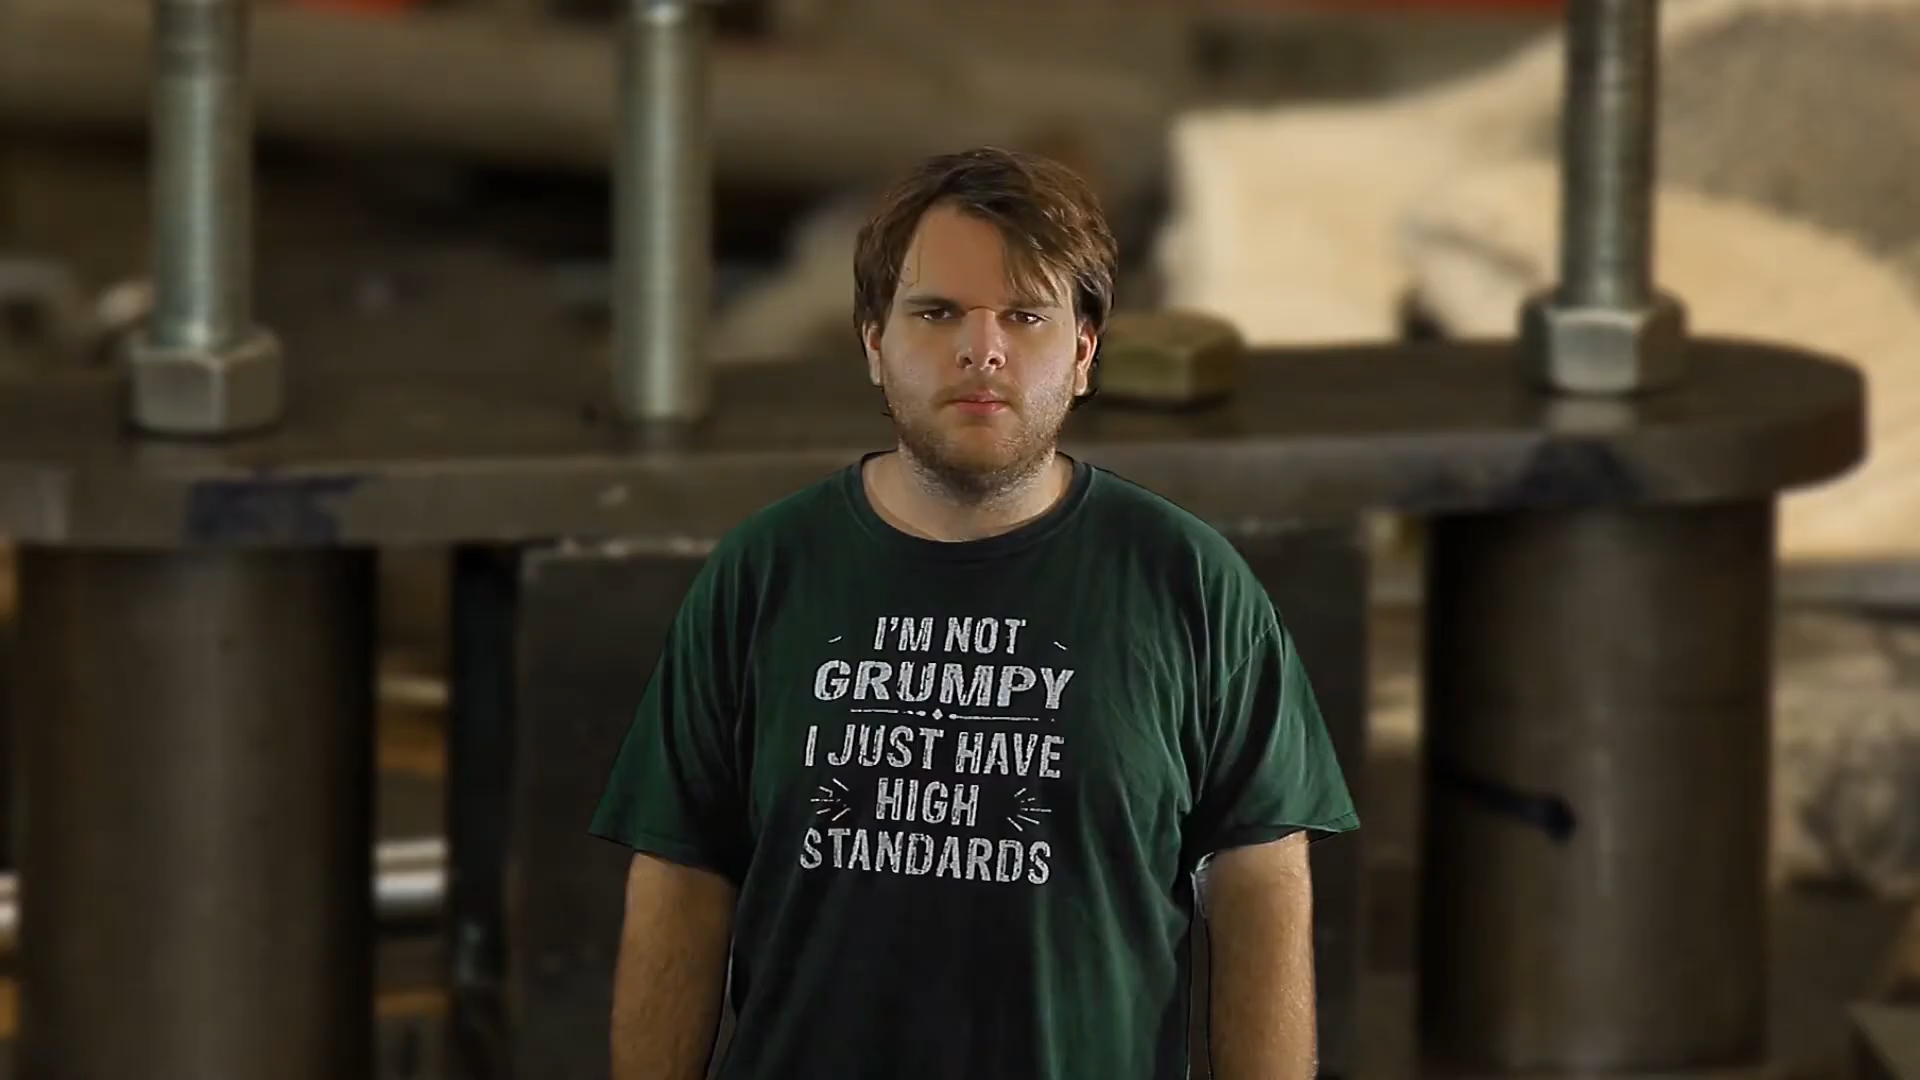 I'M NOT
GRUMPY
I JUST HAVE
HIGH
STANDARDS